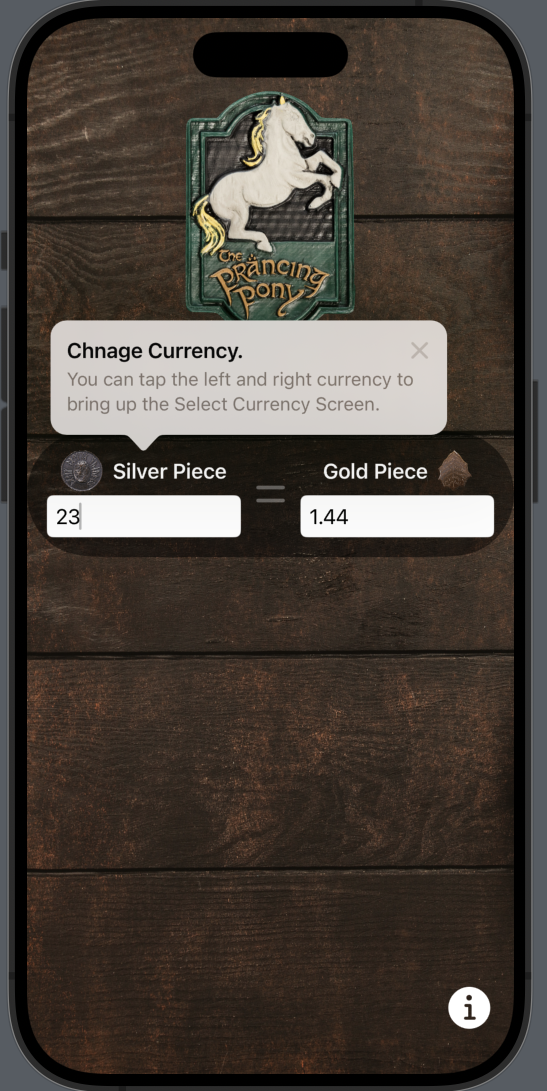 The
Prancing
Pony
Chnage Currency.
You can tap the left and right currency to
bring up the Select Currency Screen.
Silver Piece
Gold Piece
23
1.44